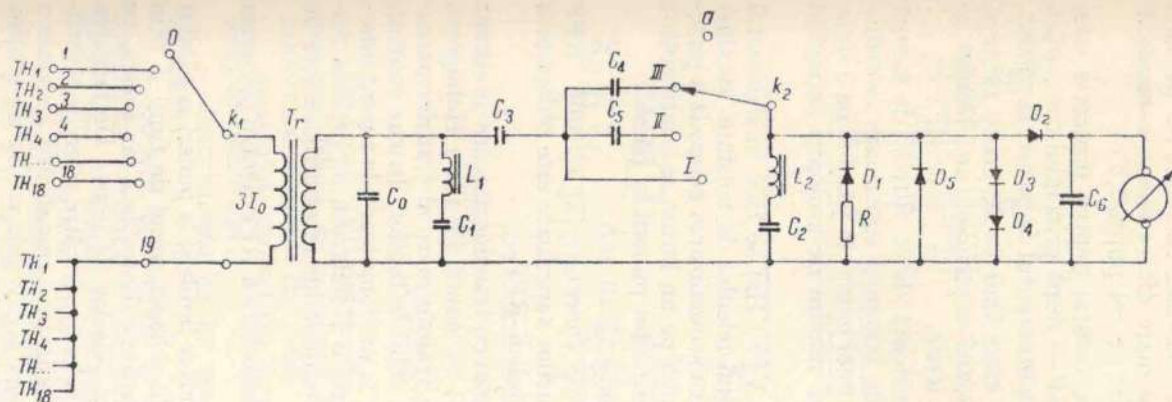 0
a
TH₁ 1
TH₂ 2
TH₃ 3
TH₄ 4
TH...
TH₁₈ 18
k₁
3I₀
Tr
C₀
L₁
C₁
C₃
C₄
C₅
III
II
I
k₂
L₂
C₂
D₁
R
D₅
D₃
D₄
D₂
C₆
TH₁
19
TH₂
TH₃
TH₄
TH...
TH₁₈